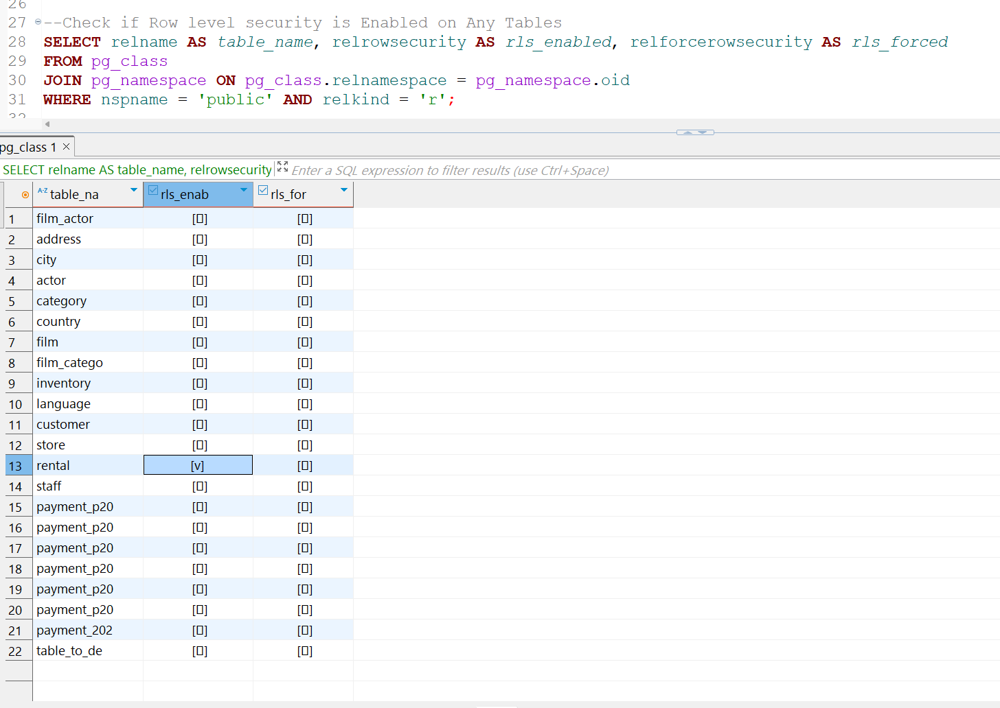 26
27 --Check if Row level security is Enabled on Any Tables
28 SELECT relname AS table_name, relrowsecurity AS rls_enabled, relforcerowsecurity AS rls_forced
29 FROM pg_class
30 JOIN pg_namespace ON pg_class.relnamespace = pg_namespace.oid
31 WHERE nspname = 'public' AND relkind = 'r';
32
pg_class 1
SELECT relname AS table_name, relrowsecurity Enter a SQL expression to filter results (use Ctrl+Space)
A-Z table_na rls_enab rls_for
1 film_actor [▯] [▯]
2 address [▯] [▯]
3 city [▯] [▯]
4 actor [▯] [▯]
5 category [▯] [▯]
6 country [▯] [▯]
7 film [▯] [▯]
8 film_catego [▯] [▯]
9 inventory [▯] [▯]
10 language [▯] [▯]
11 customer [▯] [▯]
12 store [▯] [▯]
13 rental [v] [▯]
14 staff [▯] [▯]
15 payment_p20 [▯] [▯]
16 payment_p20 [▯] [▯]
17 payment_p20 [▯] [▯]
18 payment_p20 [▯] [▯]
19 payment_p20 [▯] [▯]
20 payment_p20 [▯] [▯]
21 payment_202 [▯] [▯]
22 table_to_de [▯] [▯]